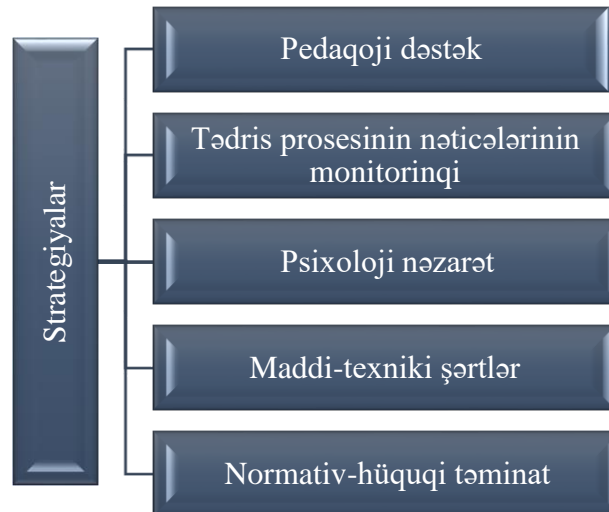 Strategiyalar
Pedaqoji dəstək
Tədris prosesinin nəticələrinin
monitorinqi
Psixoloji nəzarət
Maddi-texniki şərtlər
Normativ-hüquqi təminat